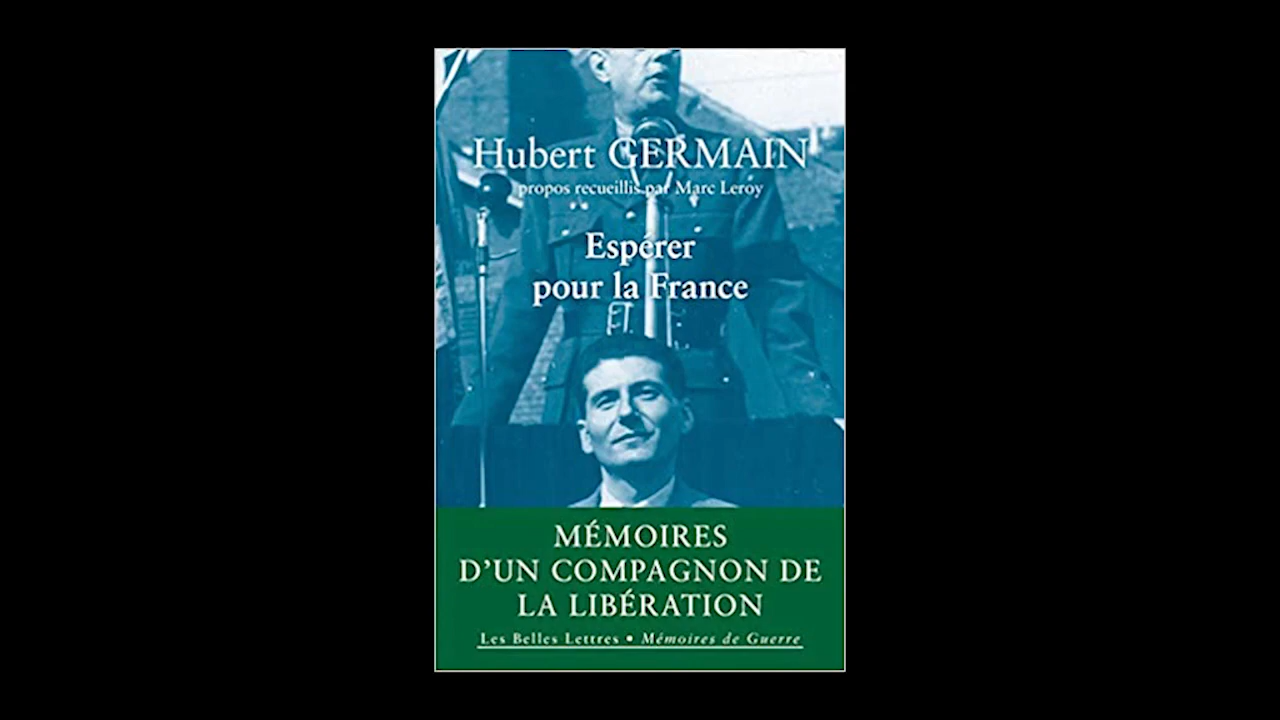 Hubert GERMAIN
propos recueillis par Marc Leroy
Espérer
pour la France
MÉMOIRES
D'UN COMPAGNON DE
LA LIBÉRATION
Les Belles Lettres • Mémoires de Guerre